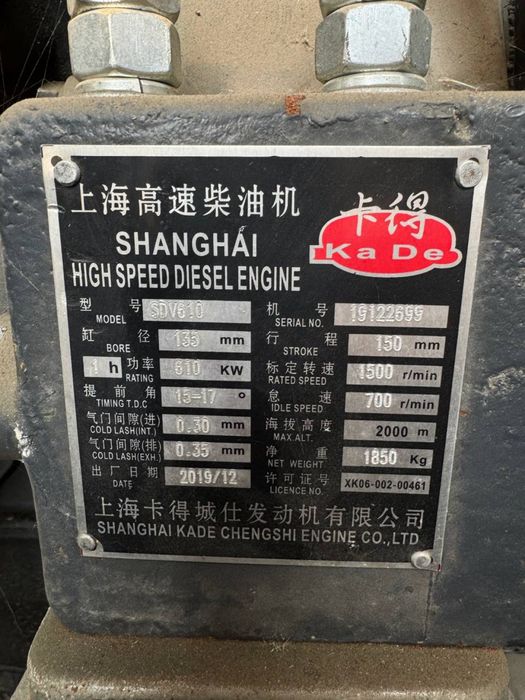 上海高速柴油机
卡得
Ka De
SHANGHAI
HIGH SPEED DIESEL ENGINE
型号 MODEL SDV610
机号 SERIAL NO. 19122699
缸径 BORE 135 mm
行程 STROKE 150 mm
1h 功率 RATING 610 KW
标定转速 RATED SPEED 1500 r/min
提前角 TIMING T.D.C 15-17 °
怠速 IDLE SPEED 700 r/min
气门间隙(进) COLD LASH(INT.) 0.30 mm
海拔高度 MAX.ALT. 2000 m
气门间隙(排) COLD LASH(EXH.) 0.35 mm
净重 NET WEIGHT 1850 Kg
出厂日期 2019/12
许可证号 LICENCE NO. XK06-002-00461
上海卡得城仕发动机有限公司
SHANGHAI KADE CHENGSHI ENGINE CO.,LTD